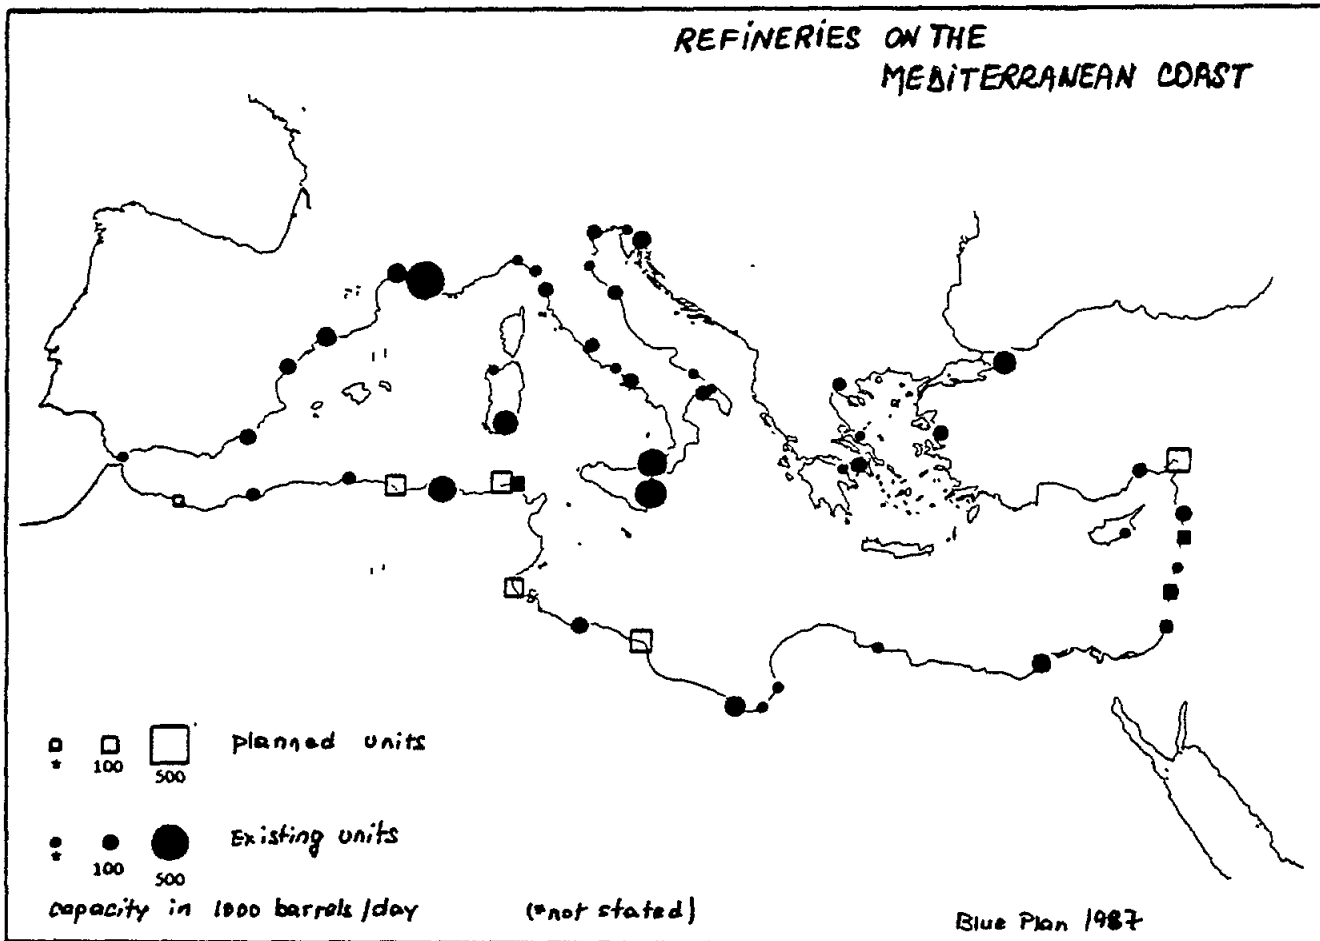 REFINERIES ON THE
MEDITERRANEAN COAST
planned units
* 100 500
Existing units
* 100 500
capacity in 1000 barrels/day (*not stated)
Blue Plan 1987